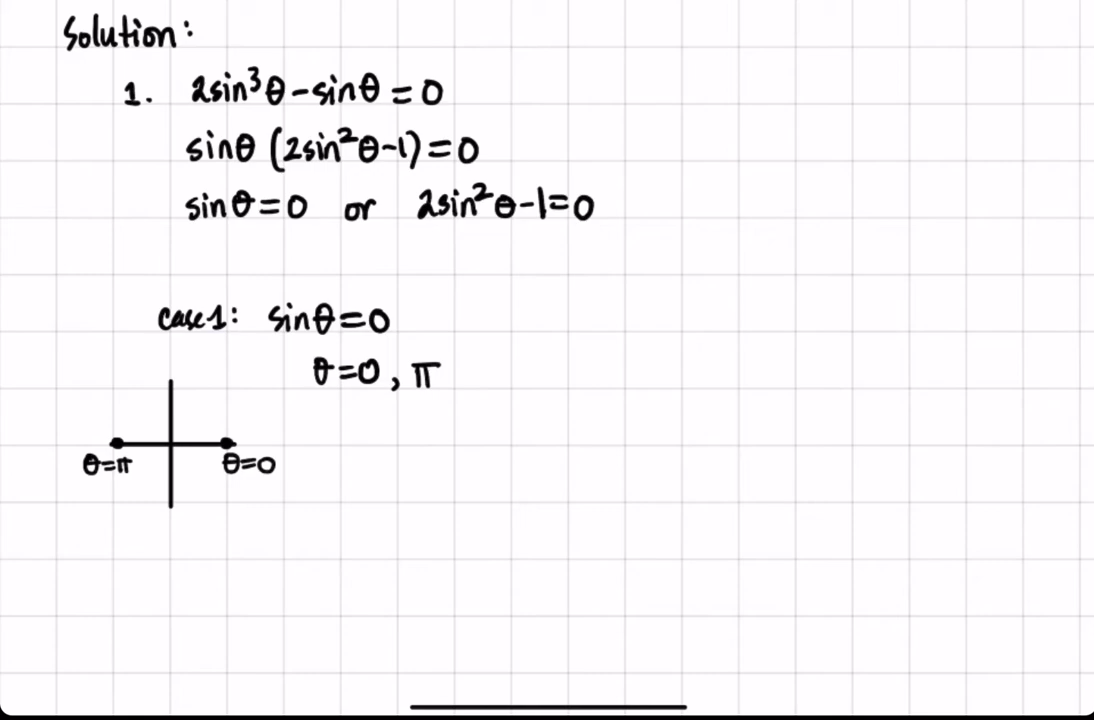 Solution:
1. 2sin³θ-sinθ=0
sinθ (2sin²θ-1)=0
sinθ=0 or 2sin²θ-1=0
case1: sinθ=0
θ=0, π
θ=π θ=0